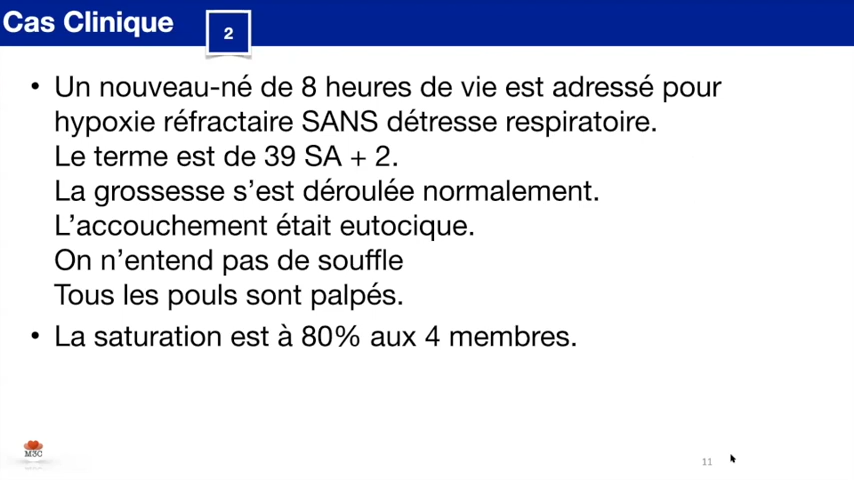 Cas Clinique
2
• Un nouveau-né de 8 heures de vie est adressé pour
hypoxie réfractaire SANS détresse respiratoire.
Le terme est de 39 SA + 2.
La grossesse s’est déroulée normalement.
L’accouchement était eutocique.
On n’entend pas de souffle
Tous les pouls sont palpés.
• La saturation est à 80% aux 4 membres.
M3C
11